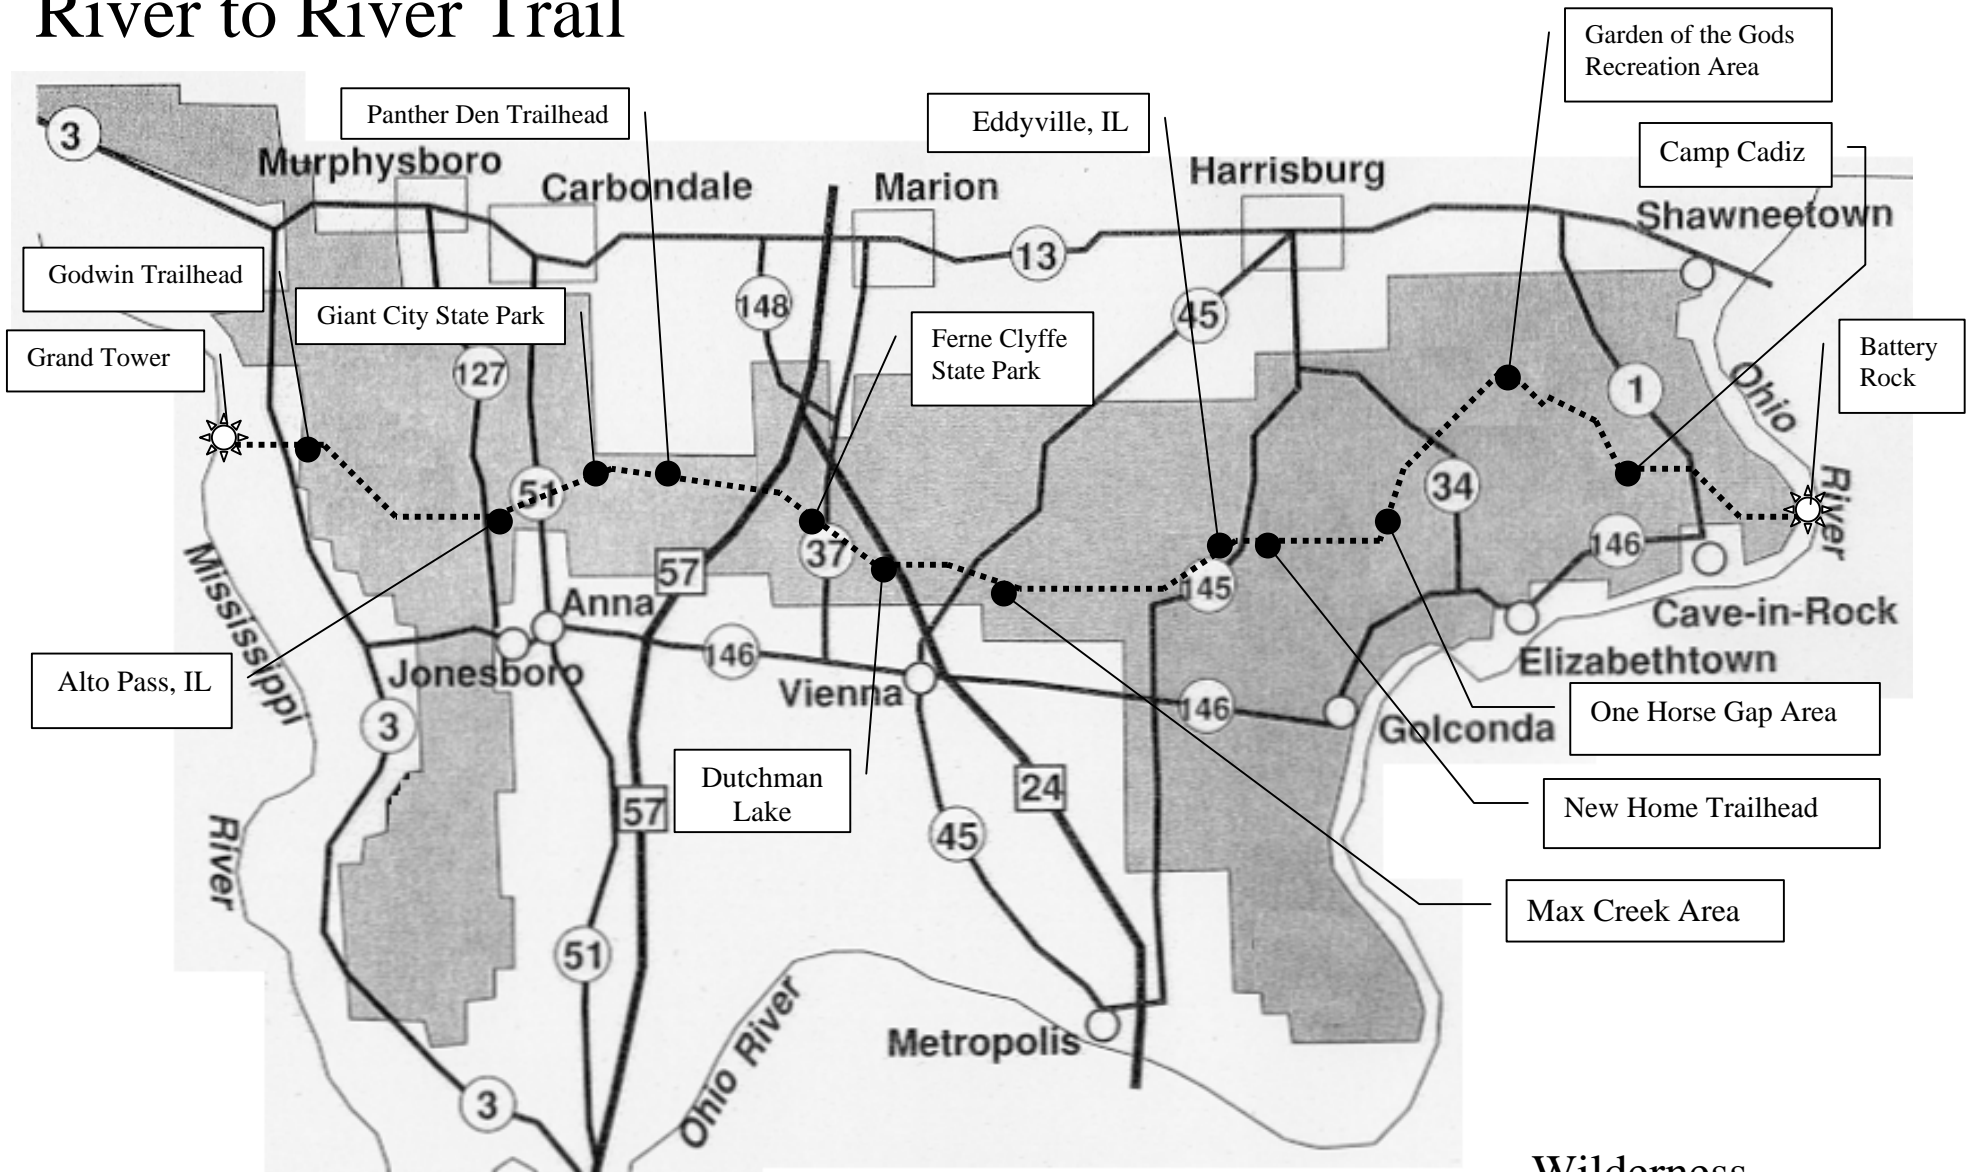 River to River Trail
Garden of the Gods
Recreation Area
Panther Den Trailhead
Eddyville, IL
Camp Cadiz
3
Murphysboro
Carbondale
Marion
Harrisburg
Shawneetown
13
Godwin Trailhead
Giant City State Park
148
45
Ferne Clyffe
State Park
Grand Tower
127
1
Battery
Rock
Ohio
River
51
34
37
57
145
146
Mississippi
River
Anna
Jonesboro
146
Vienna
146
Cave-in-Rock
Elizabethtown
Golconda
Alto Pass, IL
3
One Horse Gap Area
Dutchman
Lake
57
24
45
New Home Trailhead
Max Creek Area
51
Metropolis
Ohio River
3
Wilderness